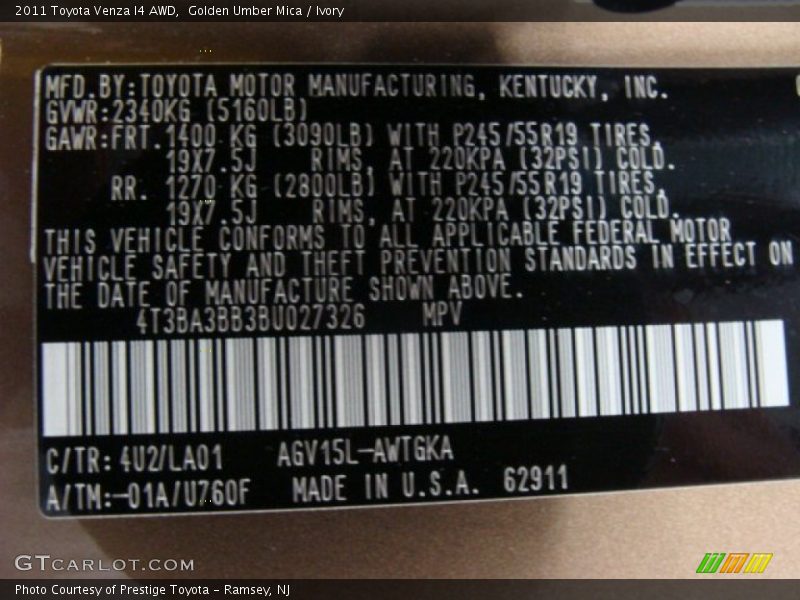 2011 Toyota Venza I4 AWD,  Golden Umber Mica / Ivory
MFD.BY:TOYOTA MOTOR MANUFACTURING, KENTUCKY, INC.
GVWR:2340KG (5160LB)
GAWR:FRT.1400 KG (3090LB) WITH P245/55R19 TIRES,
19X7.5J RIMS, AT 220KPA (32PSI) COLD.
RR. 1270 KG (2800LB) WITH P245/55R19 TIRES,
19X7.5J RIMS, AT 220KPA (32PSI) COLD.
THIS VEHICLE CONFORMS TO ALL APPLICABLE FEDERAL MOTOR
VEHICLE SAFETY AND THEFT PREVENTION STANDARDS IN EFFECT ON
THE DATE OF MANUFACTURE SHOWN ABOVE.
4T3BA3BB3BU027326 MPV
C/TR: 4U2/LA01 AGV15L-AWTGKA
A/TM:-01A/U760F MADE IN U.S.A. 62911
GTCARLOT.COM
Photo Courtesy of Prestige Toyota – Ramsey, NJ